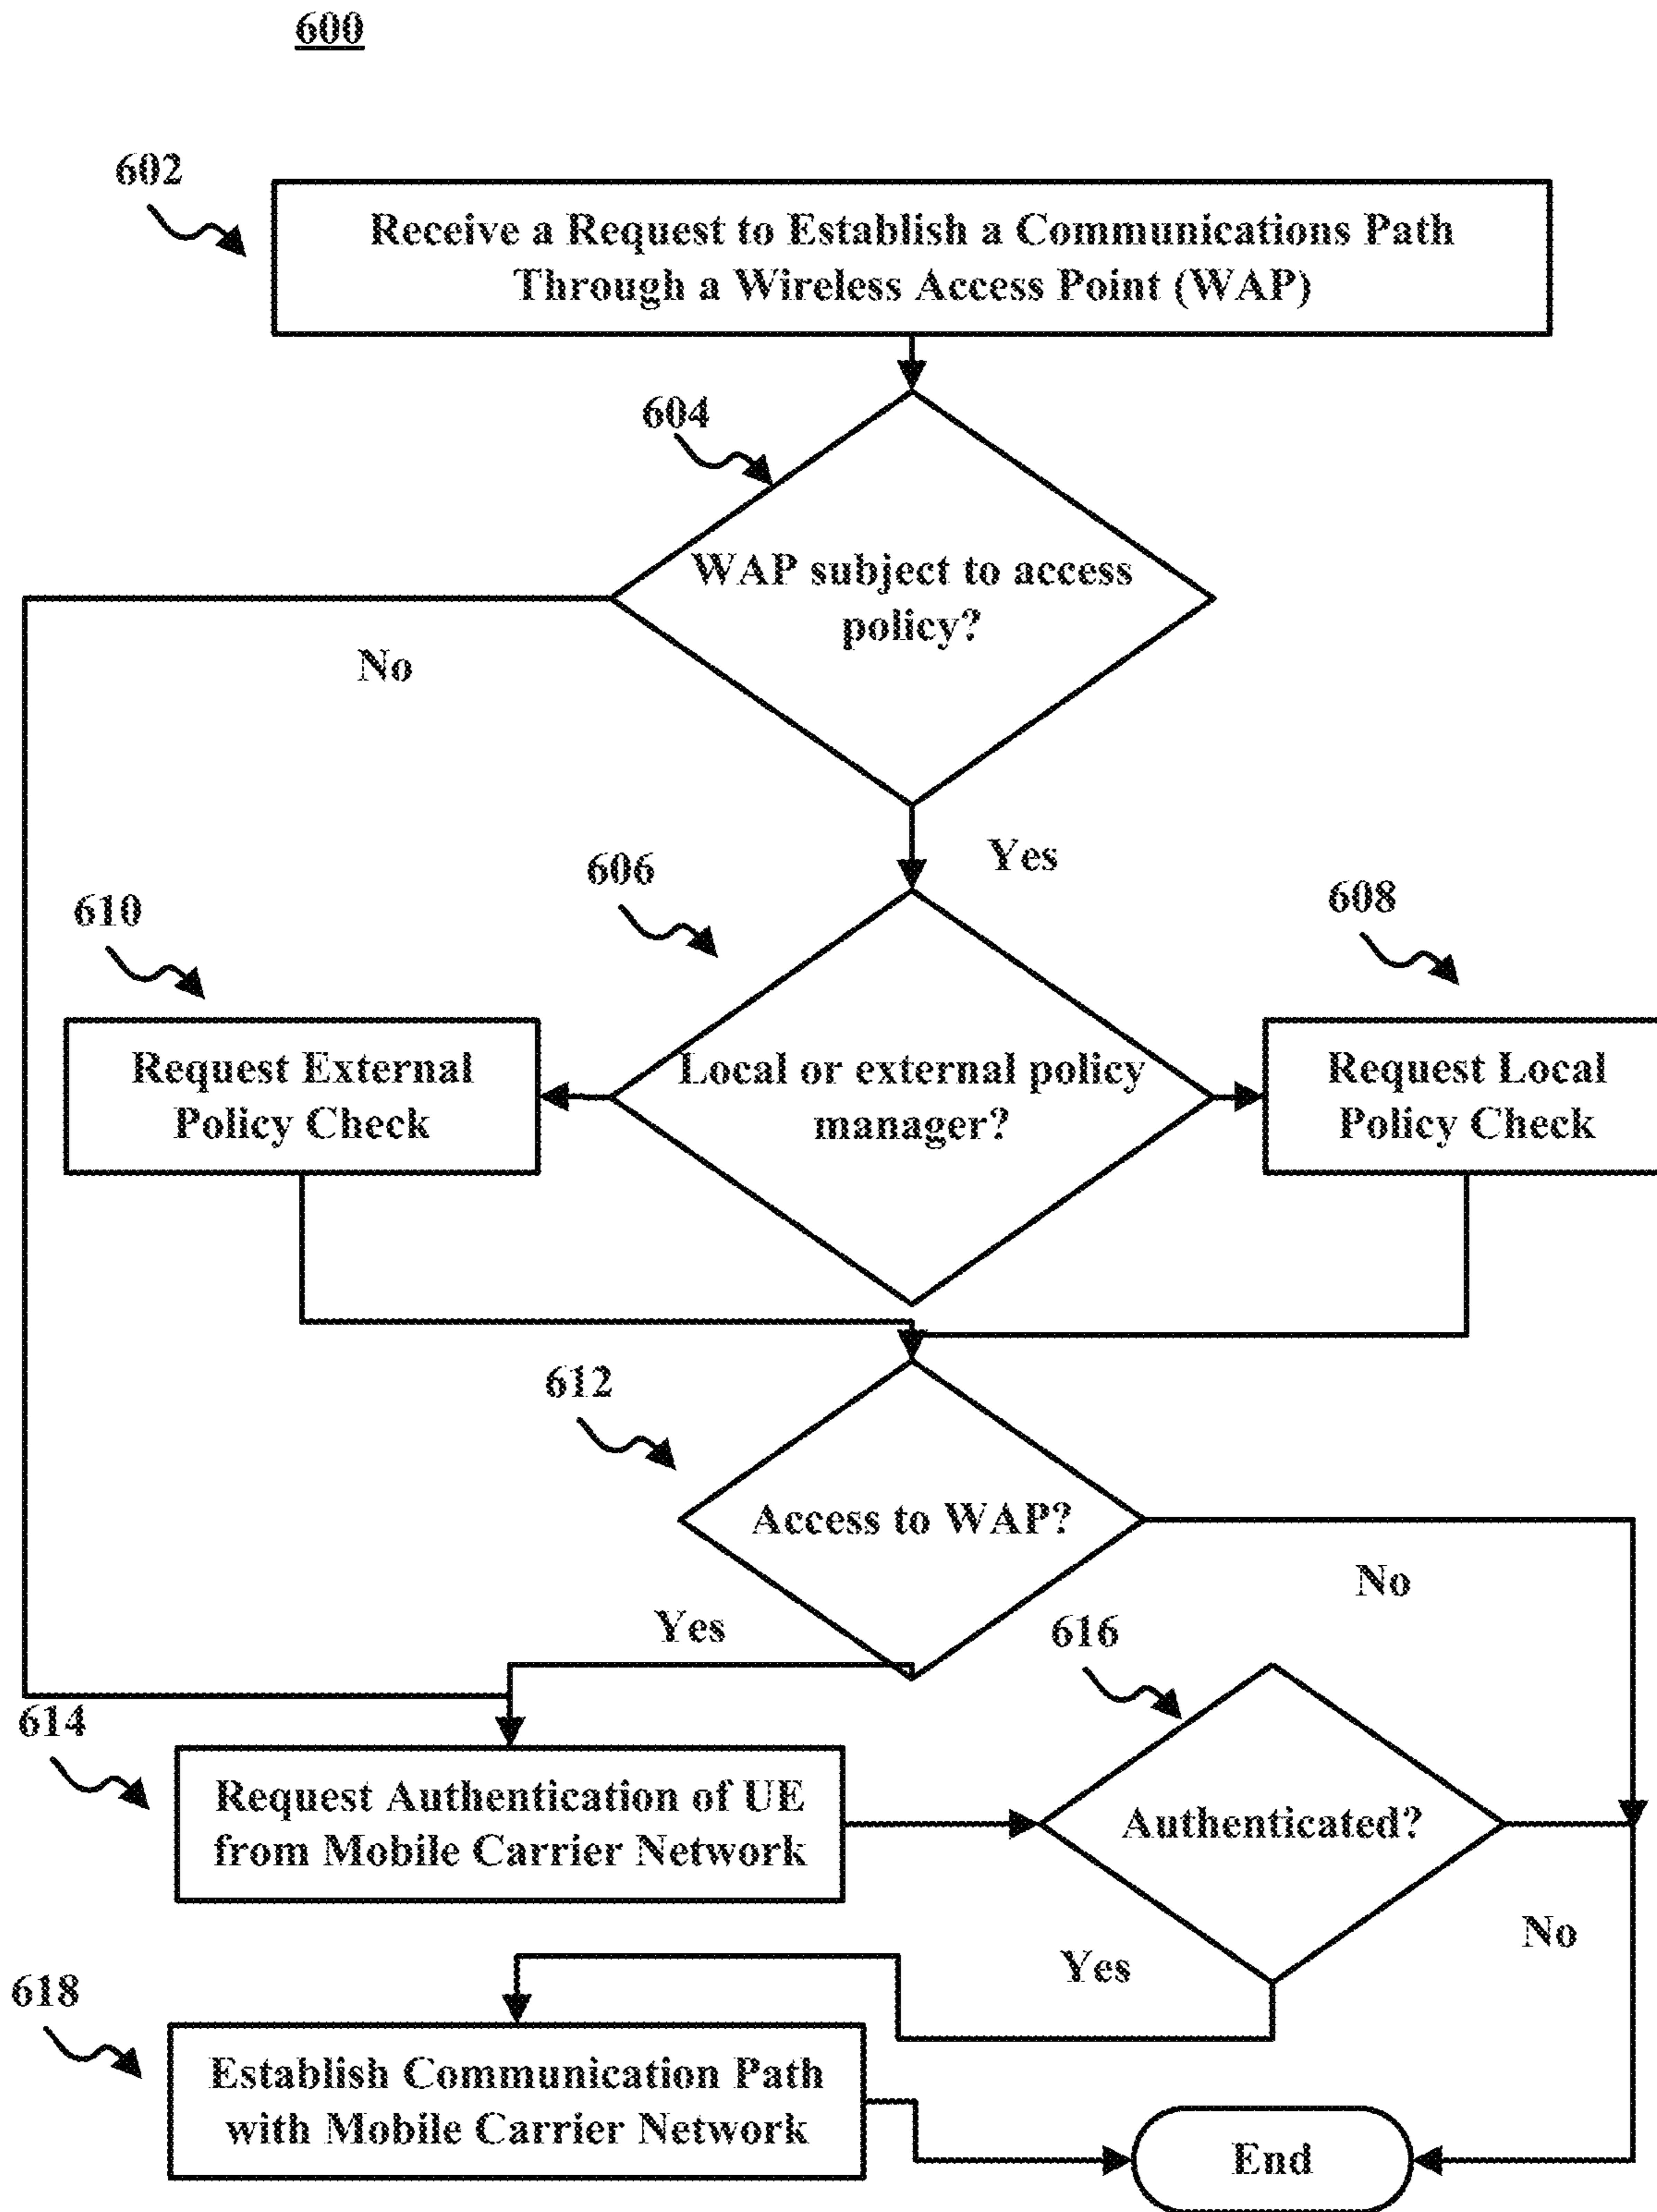 600
602
Receive a Request to Establish a Communications Path
Through a Wireless Access Point (WAP)
604
WAP subject to access
policy?
No
Yes
606
610
608
Request External
Policy Check
Local or external policy
manager?
Request Local
Policy Check
612
Access to WAP?
No
Yes
616
614
Request Authentication of UE
from Mobile Carrier Network
Authenticated?
No
Yes
618
Establish Communication Path
with Mobile Carrier Network
End